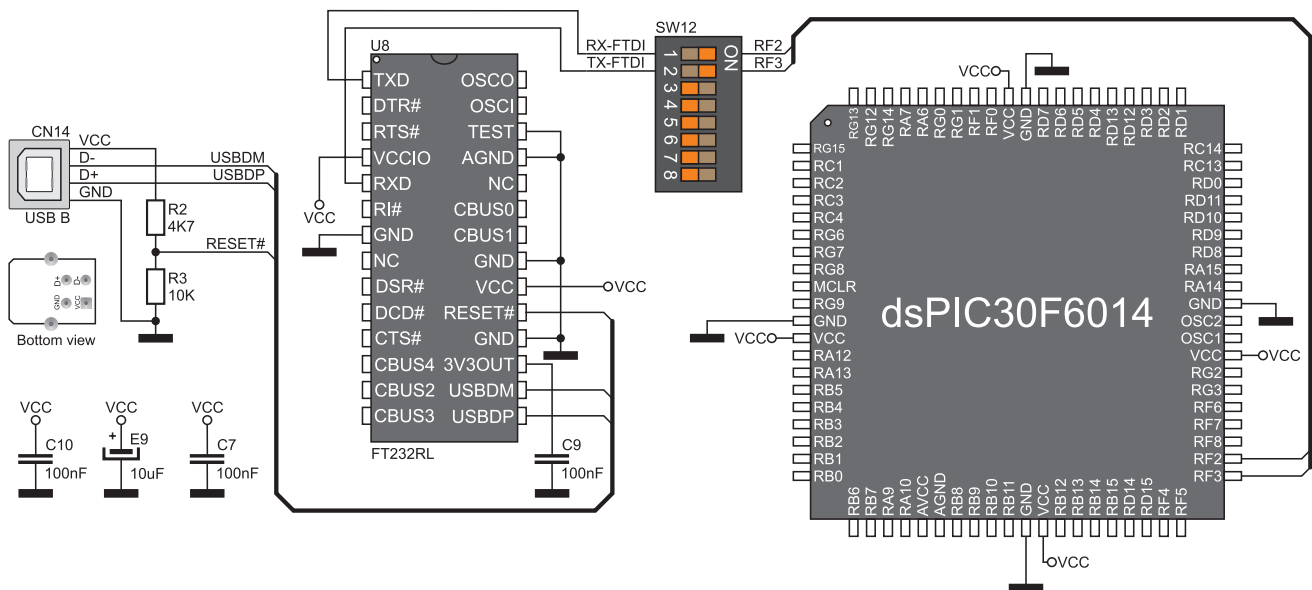 CN14
VCC
D-
D+
GND
USB B
USBDM
USBDP
R2
4K7
RESET#
R3
10K
D+ D-
GND VCC
Bottom view
VCC
C10
100nF
VCC
+
E9
10uF
VCC
C7
100nF
U8
TXD
DTR#
RTS#
VCCIO
RXD
RI#
GND
NC
DSR#
DCD#
CTS#
CBUS4
CBUS2
CBUS3
OSCO
OSCI
TEST
AGND
NC
CBUS0
CBUS1
GND
VCC
RESET#
GND
3V3OUT
USBDM
USBDP
FT232RL
VCC
VCC
C9
100nF
RX-FTDI
TX-FTDI
SW12
1
2
3
4
5
6
7
8
ON
RF2
RF3
VCC
RG13
RG12
RG14
RA7
RA6
RG0
RG1
RF1
RF0
VCC
GND
RD7
RD6
RD5
RD4
RD13
RD12
RD3
RD2
RD1
RG15
RC1
RC2
RC3
RC4
RG6
RG7
RG8
MCLR
RG9
GND
VCC
RA12
RA13
RB5
RB4
RB3
RB2
RB1
RB0
VCC
dsPIC30F6014
RC14
RC13
RD0
RD11
RD10
RD9
RD8
RA15
RA14
GND
OSC2
OSC1
VCC
RG2
RG3
RF6
RF7
RF8
RF2
RF3
VCC
RB6
RB7
RA9
RA10
AVCC
AGND
RB8
RB9
RB10
RB11
GND
VCC
RB12
RB13
RB14
RB15
RD14
RD15
RF4
RF5
VCC